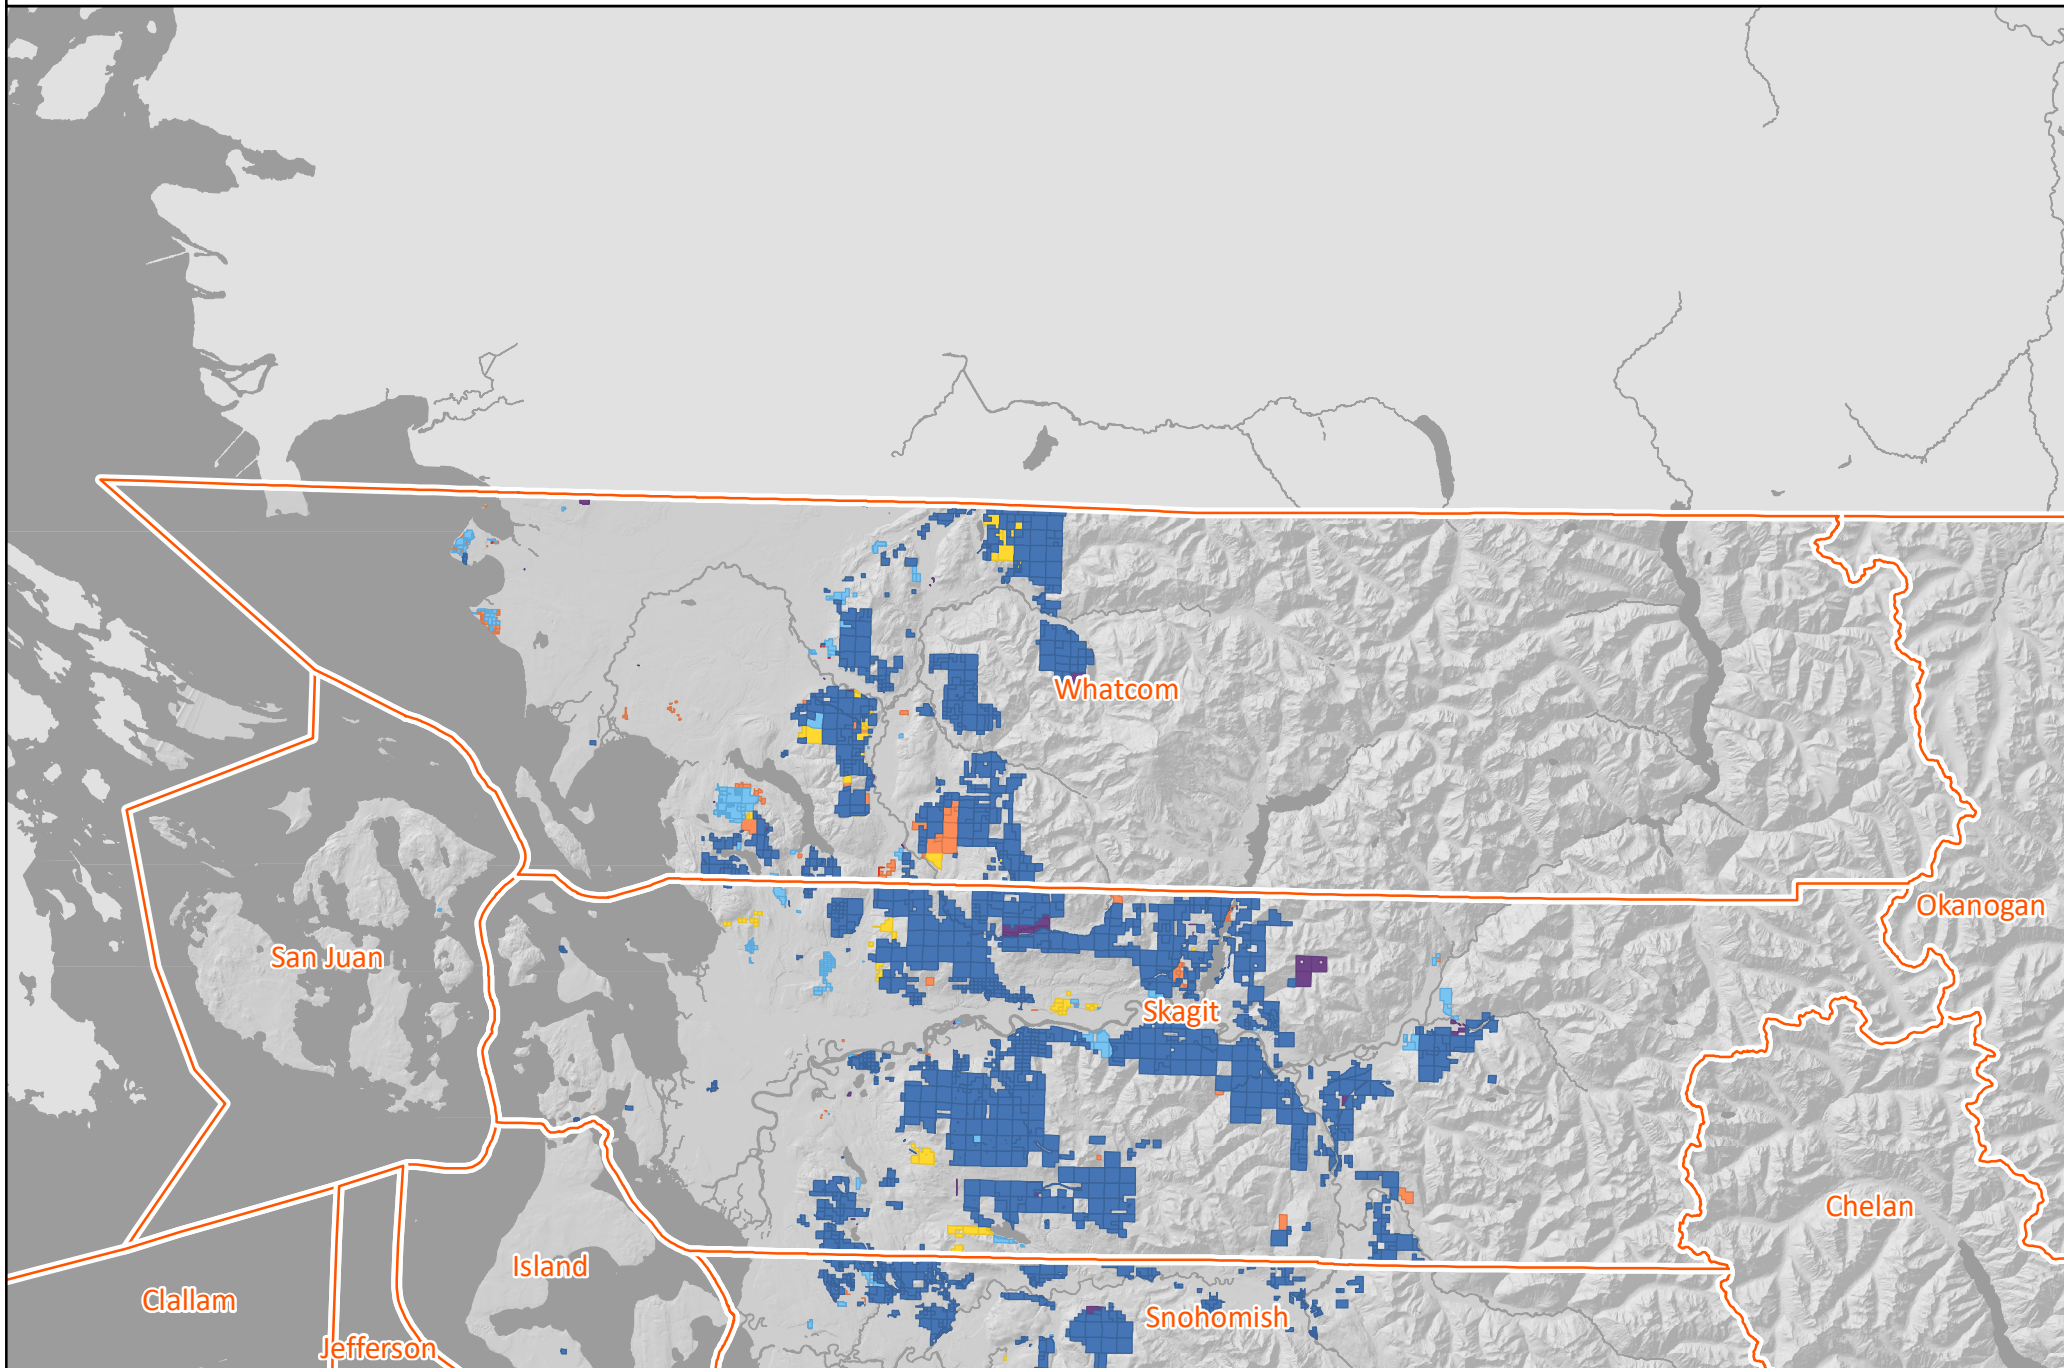 Whatcom
Okanogan
San Juan
Skagit
Chelan
Island
Clallam
Snohomish
Jefferson